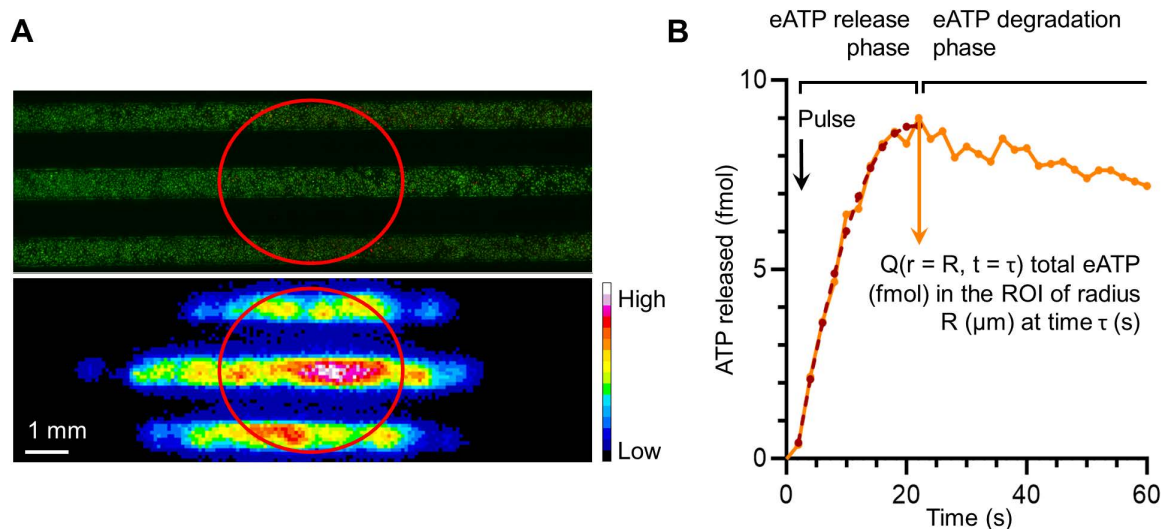 A
High
Low
1 mm
B
eATP release
phase
eATP degradation
phase
Pulse
ATP released (fmol)
10
5
0
Q(r = R, t = τ) total eATP
(fmol) in the ROI of radius
R (μm) at time τ (s)
0
20
40
60
Time (s)